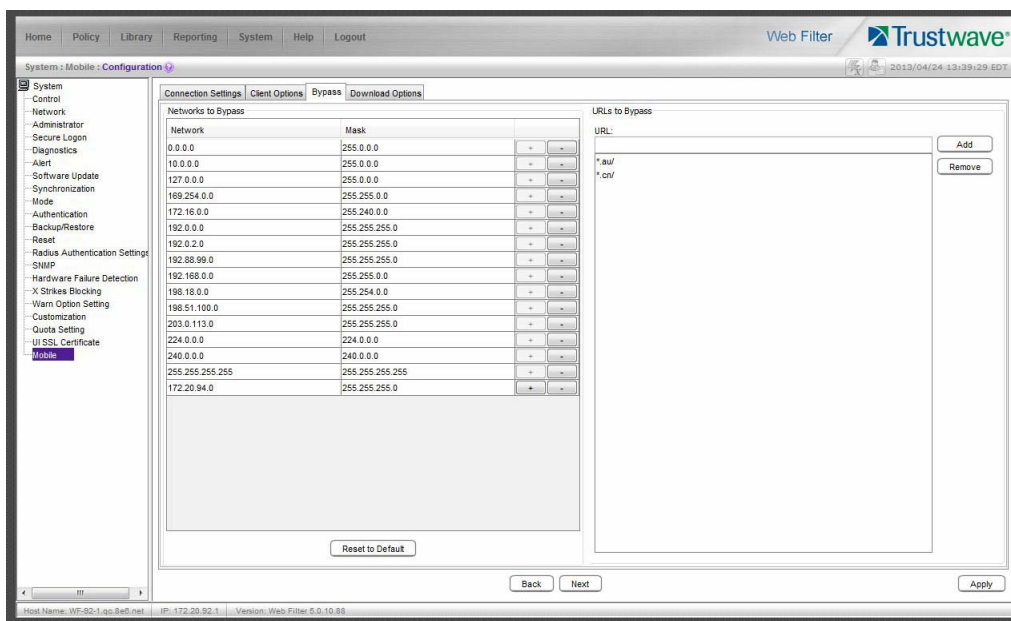 Home Policy Library Reporting System Help Logout Web Filter Trustwave®
System : Mobile : Configuration 2013/04/24 13:39:29 EDT
System
Control
Network
Administrator
Secure Logon
Diagnostics
Alert
Software Update
Synchronization
Mode
Authentication
Backup/Restore
Reset
Radius Authentication Settings
SNMP
Hardware Failure Detection
X Strikes Blocking
Warn Option Setting
Customization
Quota Setting
UI SSL Certificate
Mobile
Connection Settings Client Options Bypass Download Options
Networks to Bypass
Network Mask
0.0.0.0 255.0.0.0 + -
10.0.0.0 255.0.0.0 + -
127.0.0.0 255.0.0.0 + -
169.254.0.0 255.255.0.0 + -
172.16.0.0 255.240.0.0 + -
192.0.0.0 255.255.255.0 + -
192.0.2.0 255.255.255.0 + -
192.88.99.0 255.255.255.0 + -
192.168.0.0 255.255.0.0 + -
198.18.0.0 255.254.0.0 + -
198.51.100.0 255.255.255.0 + -
203.0.113.0 255.255.255.0 + -
224.0.0.0 240.0.0.0 + -
240.0.0.0 240.0.0.0 + -
255.255.255.255 255.255.255.255 + -
172.20.94.0 255.255.255.0 + -
Reset to Default
URLs to Bypass
URL:
Add
*.au/
Remove
*.cn/
Back Next Apply
Host Name: WF-92-1.qc.8e6.net IP: 172.20.92.1 Version: Web Filter 5.0.10.88